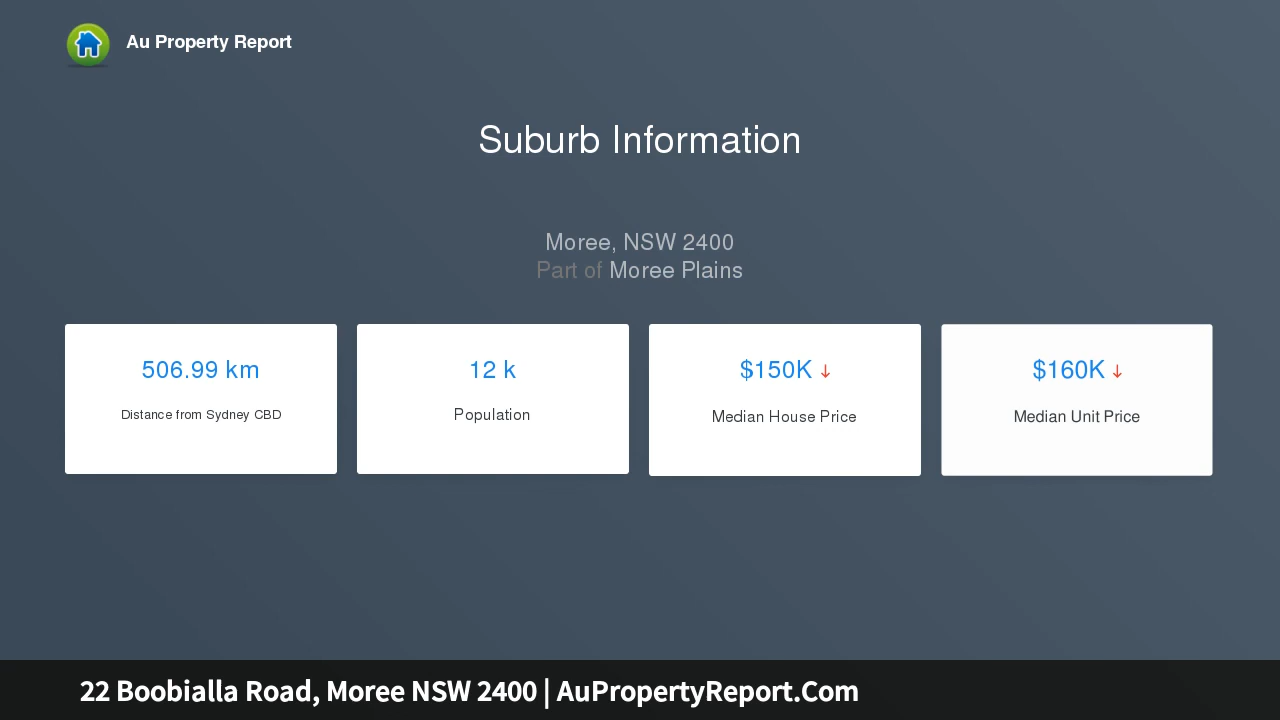 Au Property Report
Suburb Information
Moree, NSW 2400
Part of Moree Plains
506.99 km
Distance from Sydney CBD
12 k
Population
$150K ↓
Median House Price
$160K ↓
Median Unit Price
22 Boobialla Road, Moree NSW 2400 | AuPropertyReport.Com